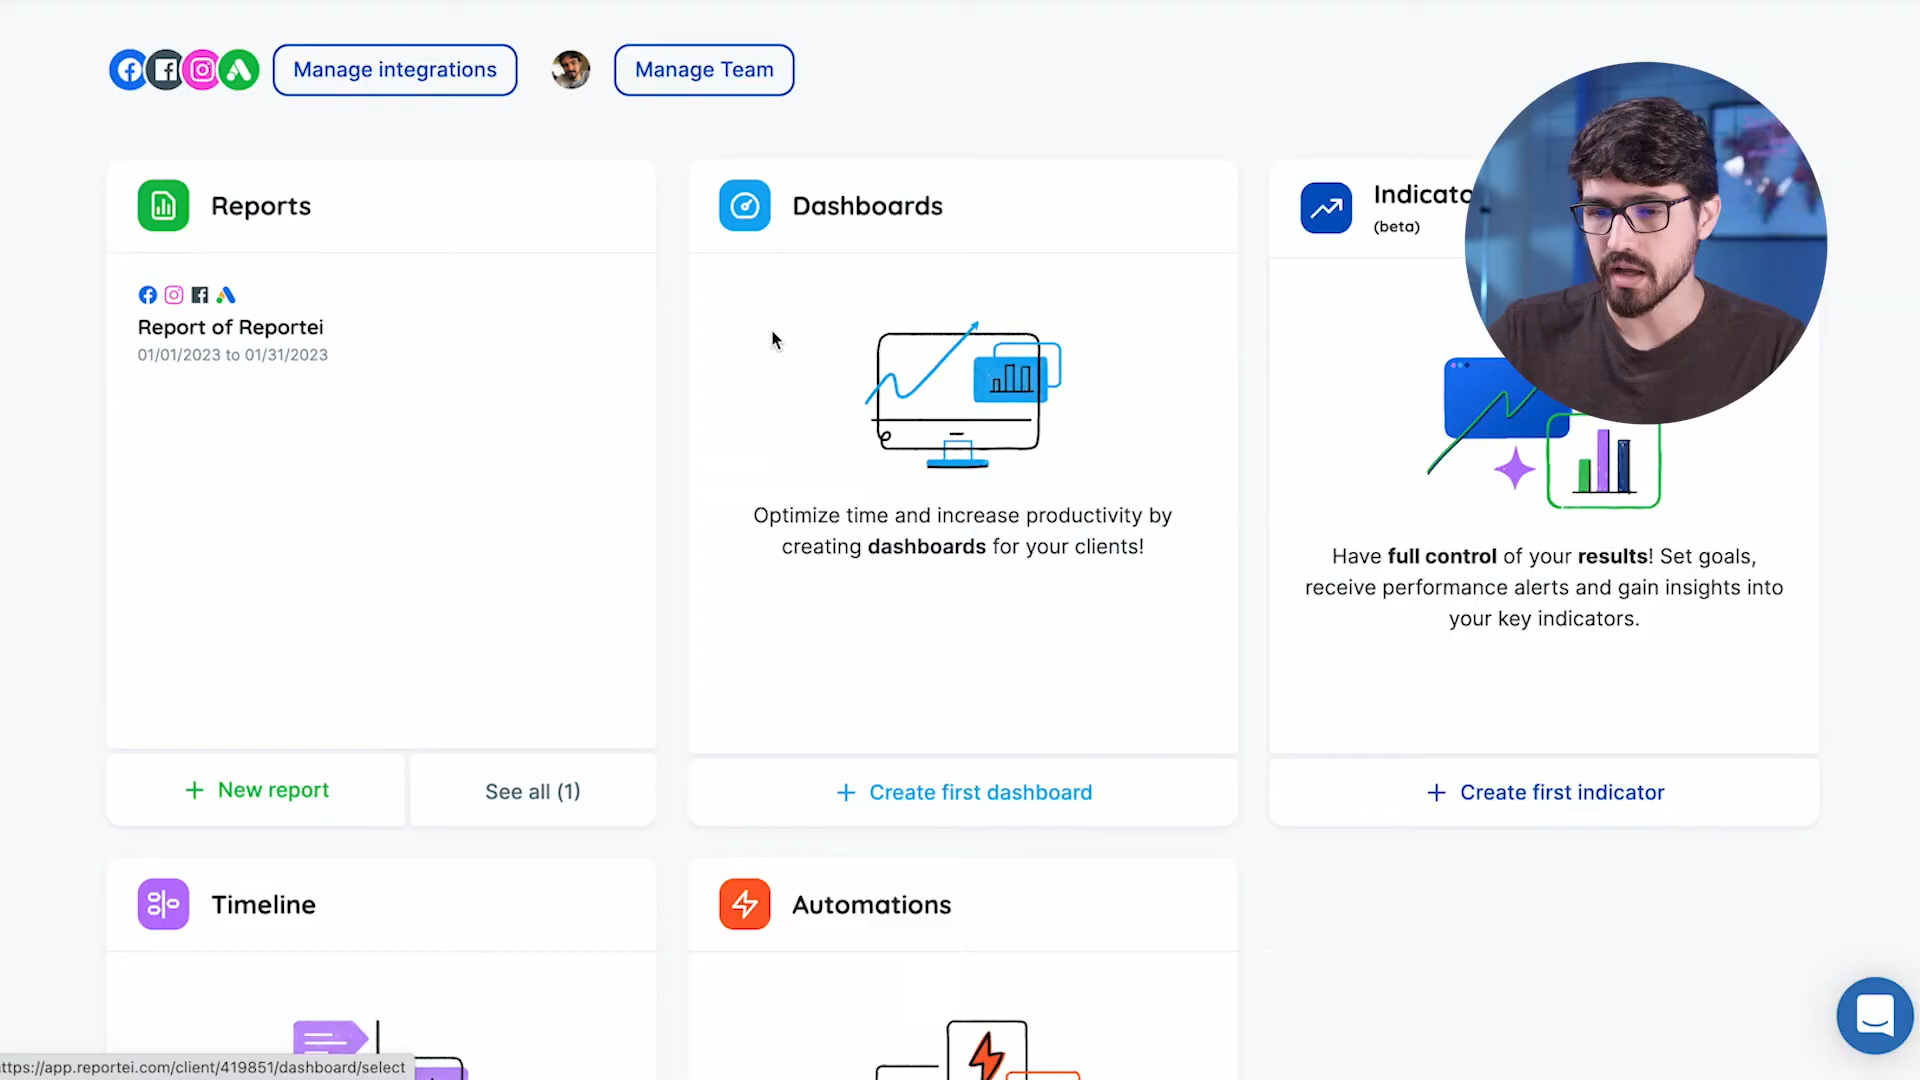 Manage integrations
Manage Team
Reports
Dashboards
(beta)
Report of Reportei
01/01/2023 to 01/31/2023
Optimize time and increase productivity by
creating dashboards for your clients!
Have full control of your results! Set goals,
receive performance alerts and gain insights into
your key indicators.
+ New report
See all (1)
+ Create first dashboard
+ Create first indicator
Timeline
Automations
ttps://app.reportei.com/client/419851/dashboard/select